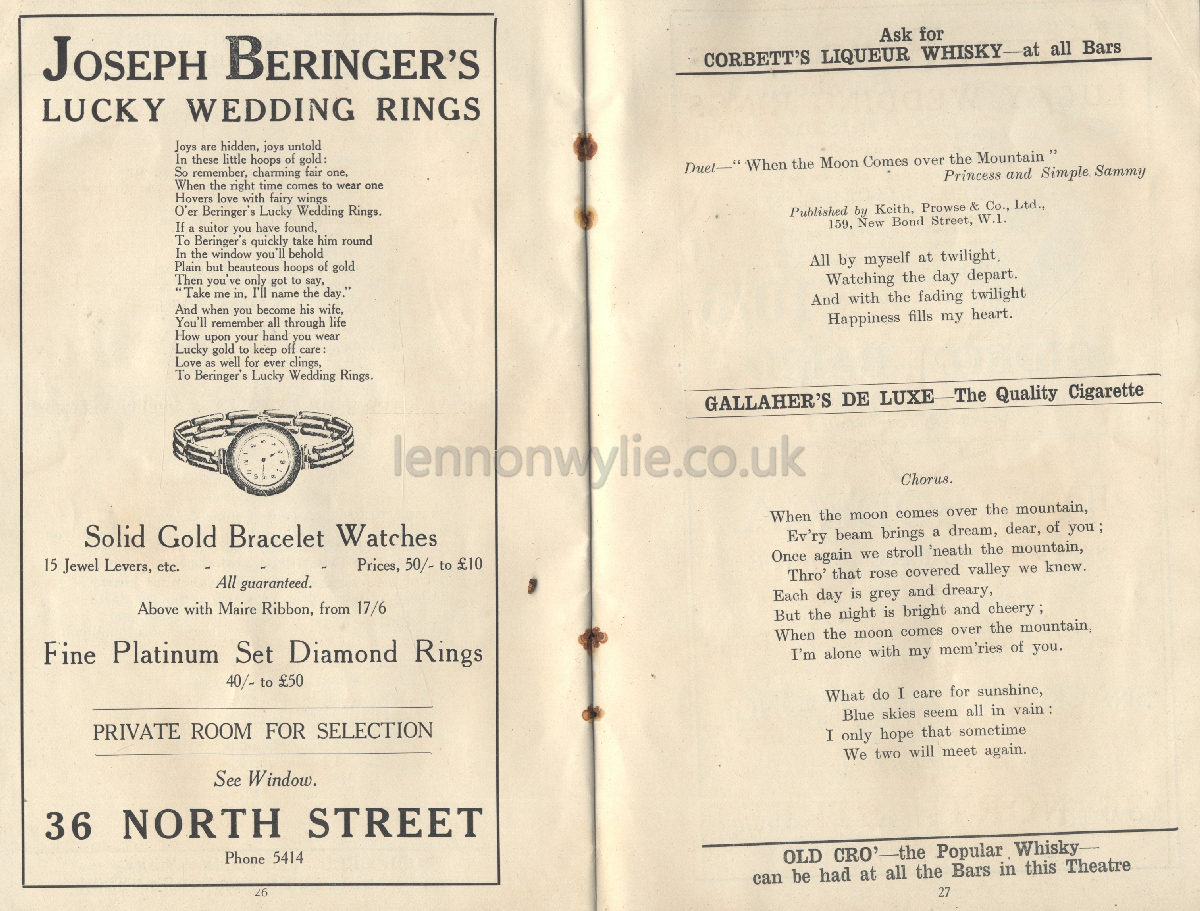 JOSEPH BERINGER'S
LUCKY WEDDING RINGS
Joys are hidden, joys untold
In these little hoops of gold:
So remember, charming fair one,
When the right time comes to wear one
Hovers love with fairy wings
O'er Beringer's Lucky Wedding Rings.
If a suitor you have found,
To Beringer's quickly take him round
In the window you'll behold
Plain but beauteous hoops of gold
Then you've only got to say,
"Take me in, I'll name the day."
And when you become his wife,
You'll remember all through life
How upon your hand you wear
Lucky gold to keep off care:
Love as well for ever clings,
To Beringer's Lucky Wedding Rings.
Solid Gold Bracelet Watches
15 Jewel Levers, etc. - - - Prices, 50/- to £10
All guaranteed.
Above with Maire Ribbon, from 17/6
Fine Platinum Set Diamond Rings
40/- to £50
PRIVATE ROOM FOR SELECTION
See Window.
36 NORTH STREET
Phone 5414
26
Ask for
CORBETT'S LIQUEUR WHISKY—at all Bars
Duet—"When the Moon Comes over the Mountain"
Princess and Simple Sammy
Published by Keith, Prowse & Co., Ltd.,
159, New Bond Street, W.1.
All by myself at twilight.
Watching the day depart.
And with the fading twilight
Happiness fills my heart.
GALLAHER'S DE LUXE—The Quality Cigarette
Chorus.
When the moon comes over the mountain,
Ev'ry beam brings a dream, dear, of you;
Once again we stroll 'neath the mountain,
Thro' that rose covered valley we knew.
Each day is grey and dreary,
But the night is bright and cheery;
When the moon comes over the mountain,
I'm alone with my mem'ries of you.
What do I care for sunshine,
Blue skies seem all in vain:
I only hope that sometime
We two will meet again.
OLD CRO'—the Popular Whisky—
can be had at all the Bars in this Theatre
27
lennonwylie.co.uk